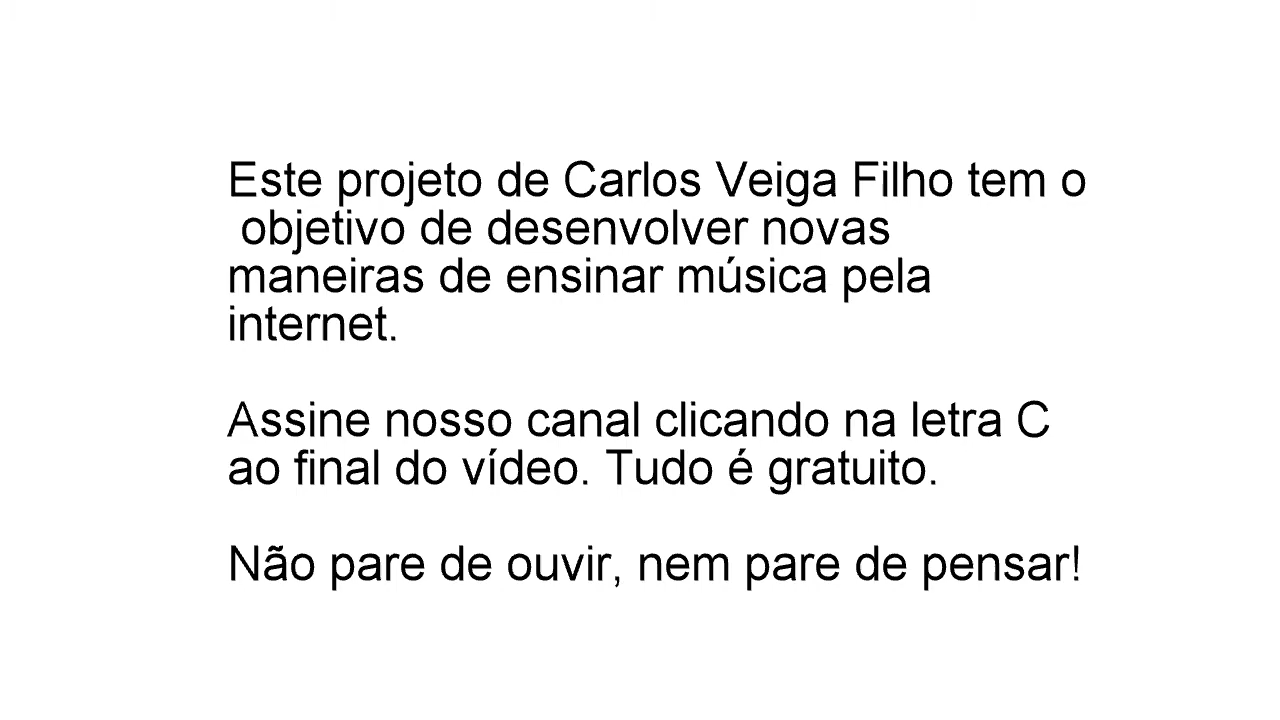 Este projeto de Carlos Veiga Filho tem o
objetivo de desenvolver novas
maneiras de ensinar música pela
internet.
Assine nosso canal clicando na letra C
ao final do vídeo. Tudo é gratuito.
Não pare de ouvir, nem pare de pensar!